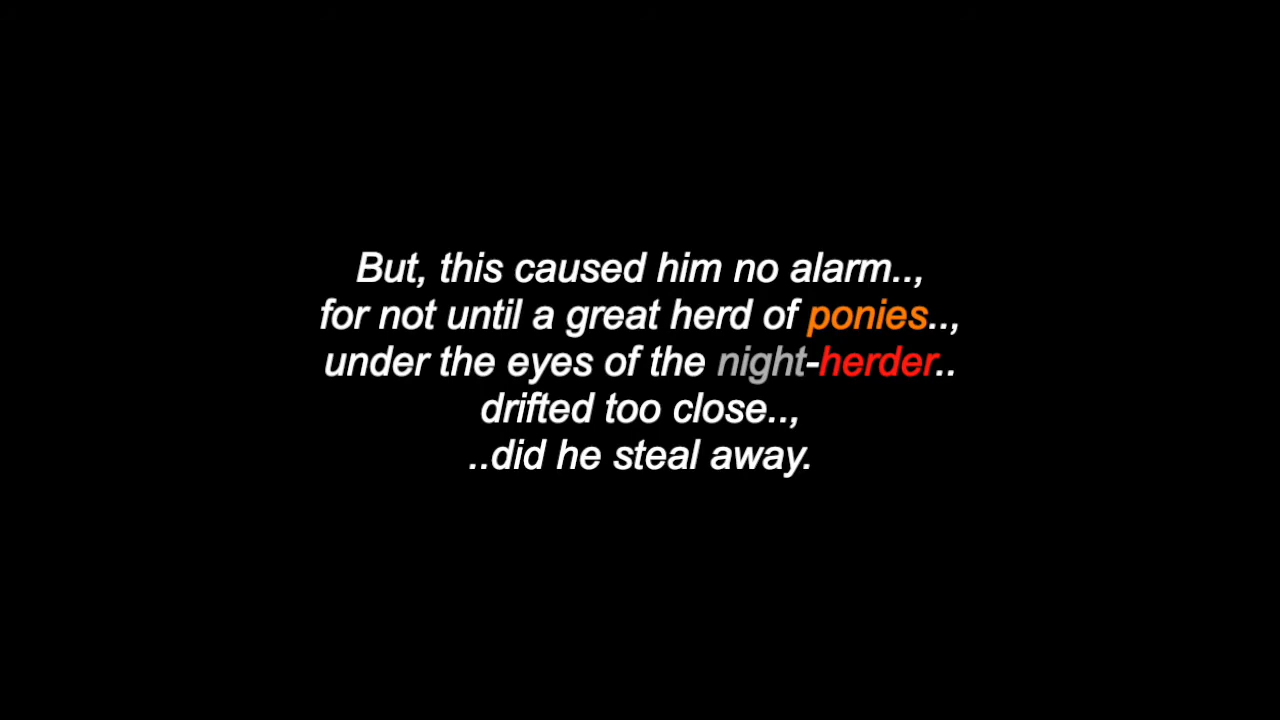 But, this caused him no alarm..,
for not until a great herd of ponies..,
under the eyes of the night-herder..
drifted too close..,
..did he steal away.